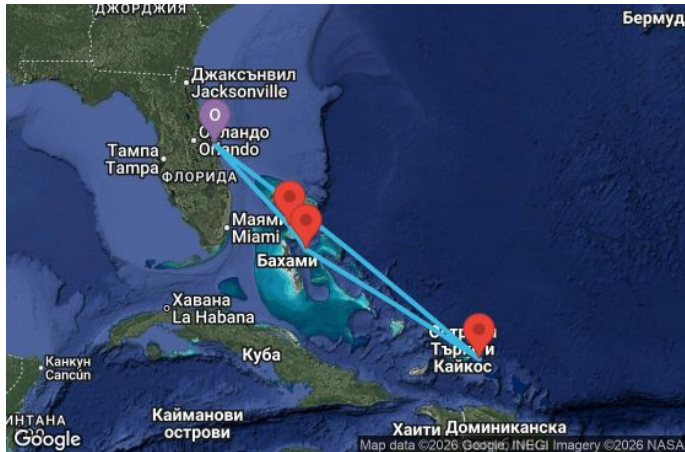 ДЖОРДЖИЯ
Бермуд
Джаксънвил
Jacksonville
O
Орландо
Orlando
Тампа
Tampa
ФЛОРИДА
Маями
Miami
Бахами
Хавана
La Habana
Куба
Канкун
Cancún
Кайкос
Кайманови
острови
ИНТАНА
Хаити
Доминиканска
Google
Map data ©2026 Google, INEGI Imagery ©2026 NASA